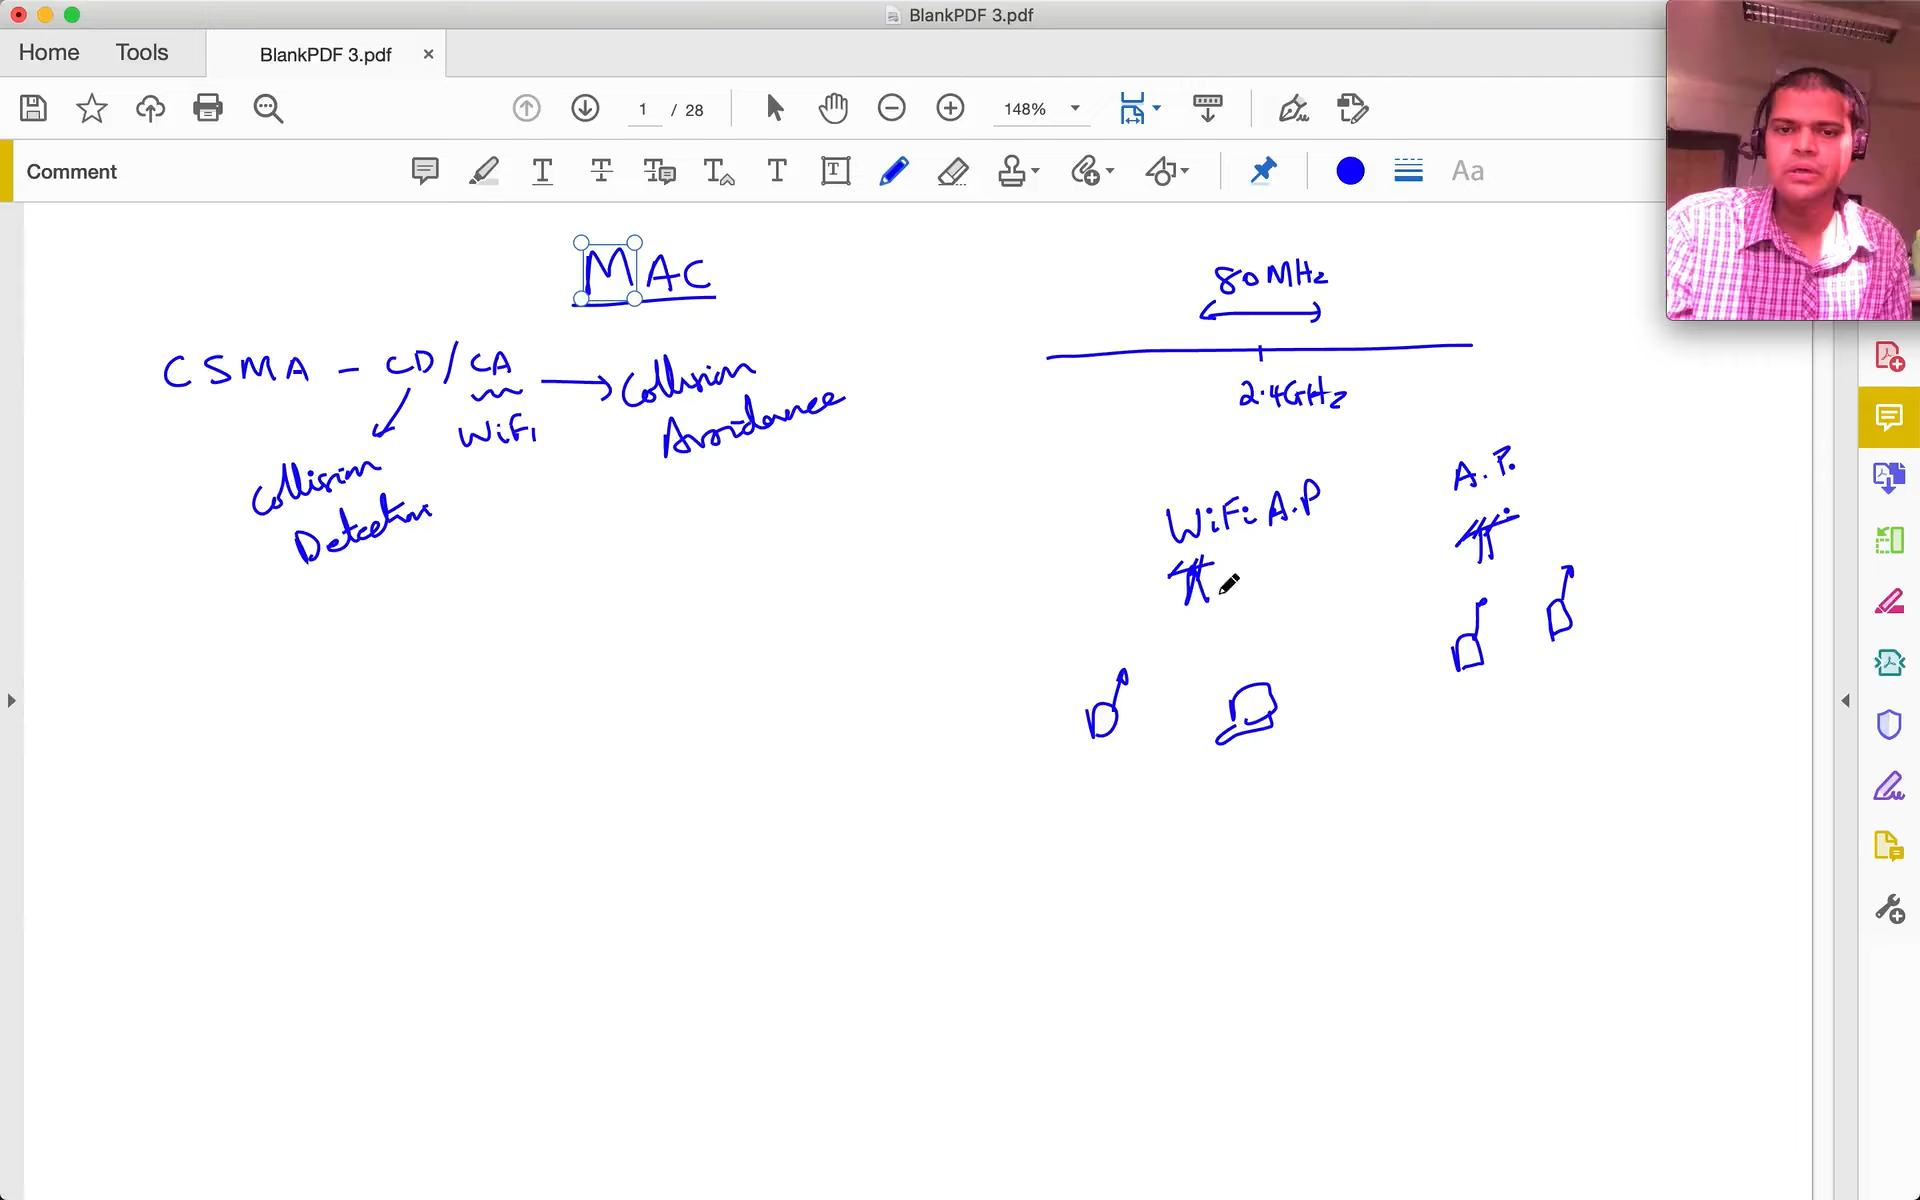 BlankPDF 3.pdf
Home
Tools
BlankPDF 3.pdf
1 / 28
148%
Comment
Aa
MAC
80 MHz
CSMA - CD/CA
Collision
Avoidance
WiFi
2.4GHz
Collision
Detection
A.P.
WiFi A.P